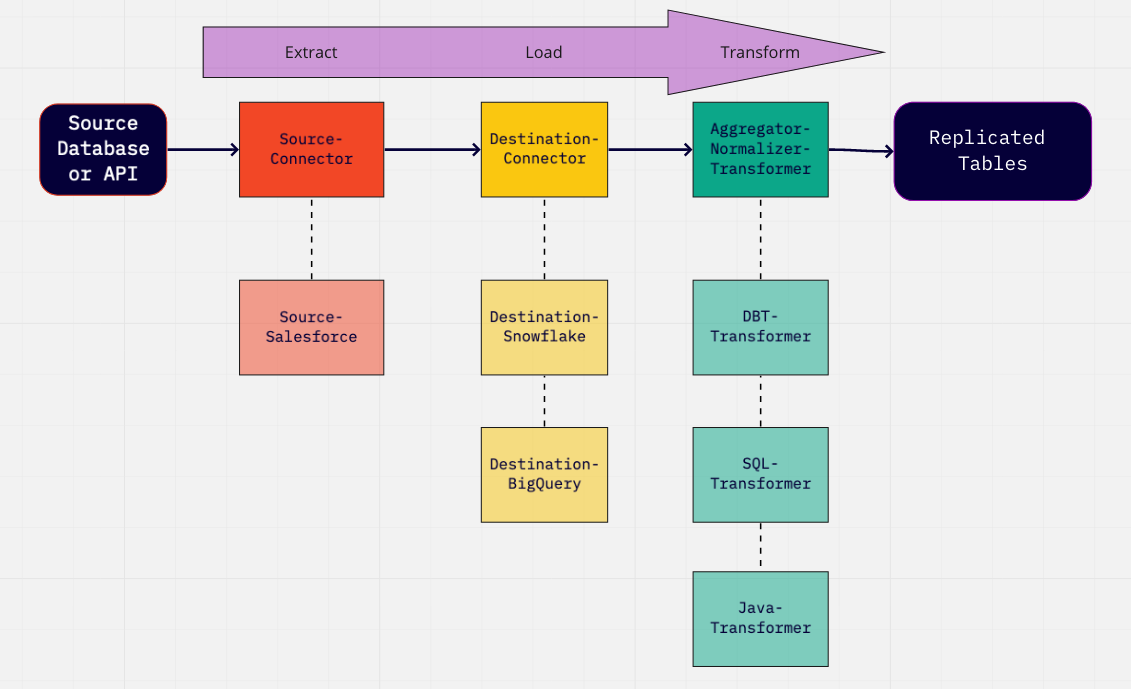 Extract
Load
Transform
Source
Database
or API
Source-
Connector
Destination-
Connector
Aggregator-
Normalizer-
Transformer
Replicated
Tables
Source-
Salesforce
Destination-
Snowflake
DBT-
Transformer
Destination-
BigQuery
SQL-
Transformer
Java-
Transformer